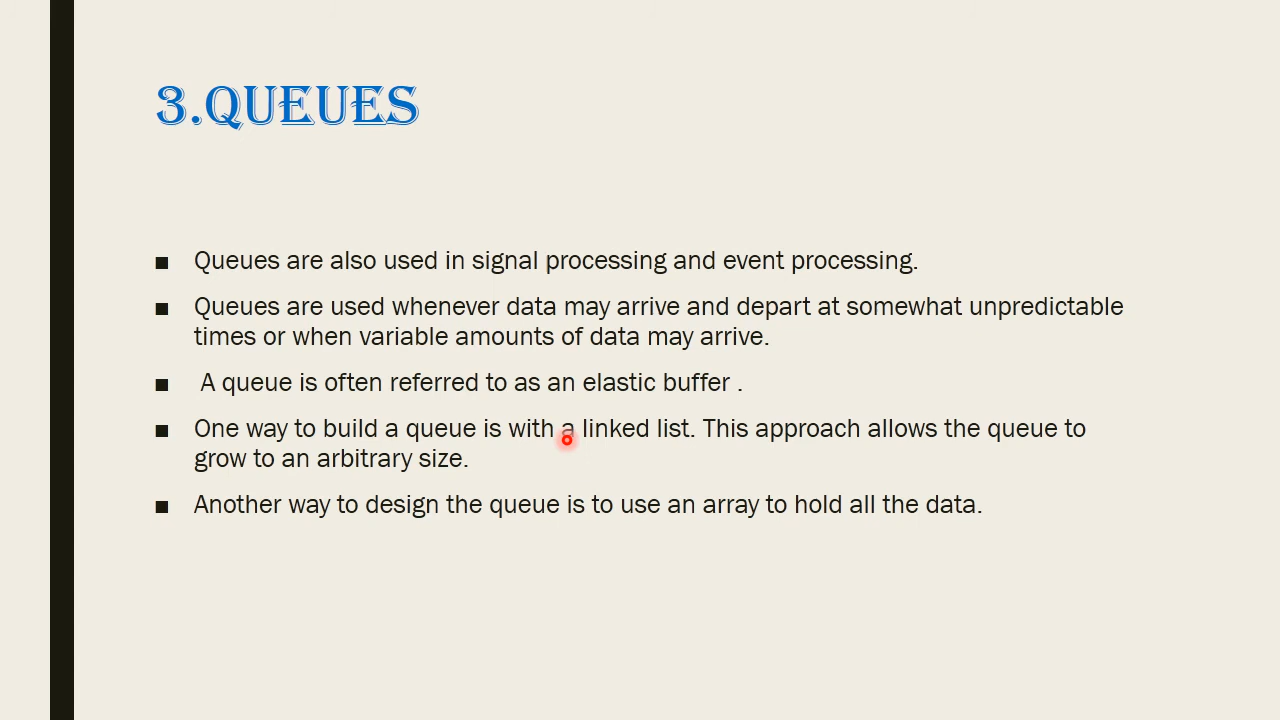 3.QUEUES
■ Queues are also used in signal processing and event processing.
■ Queues are used whenever data may arrive and depart at somewhat unpredictable
times or when variable amounts of data may arrive.
■ A queue is often referred to as an elastic buffer .
■ One way to build a queue is with a linked list. This approach allows the queue to
grow to an arbitrary size.
■ Another way to design the queue is to use an array to hold all the data.